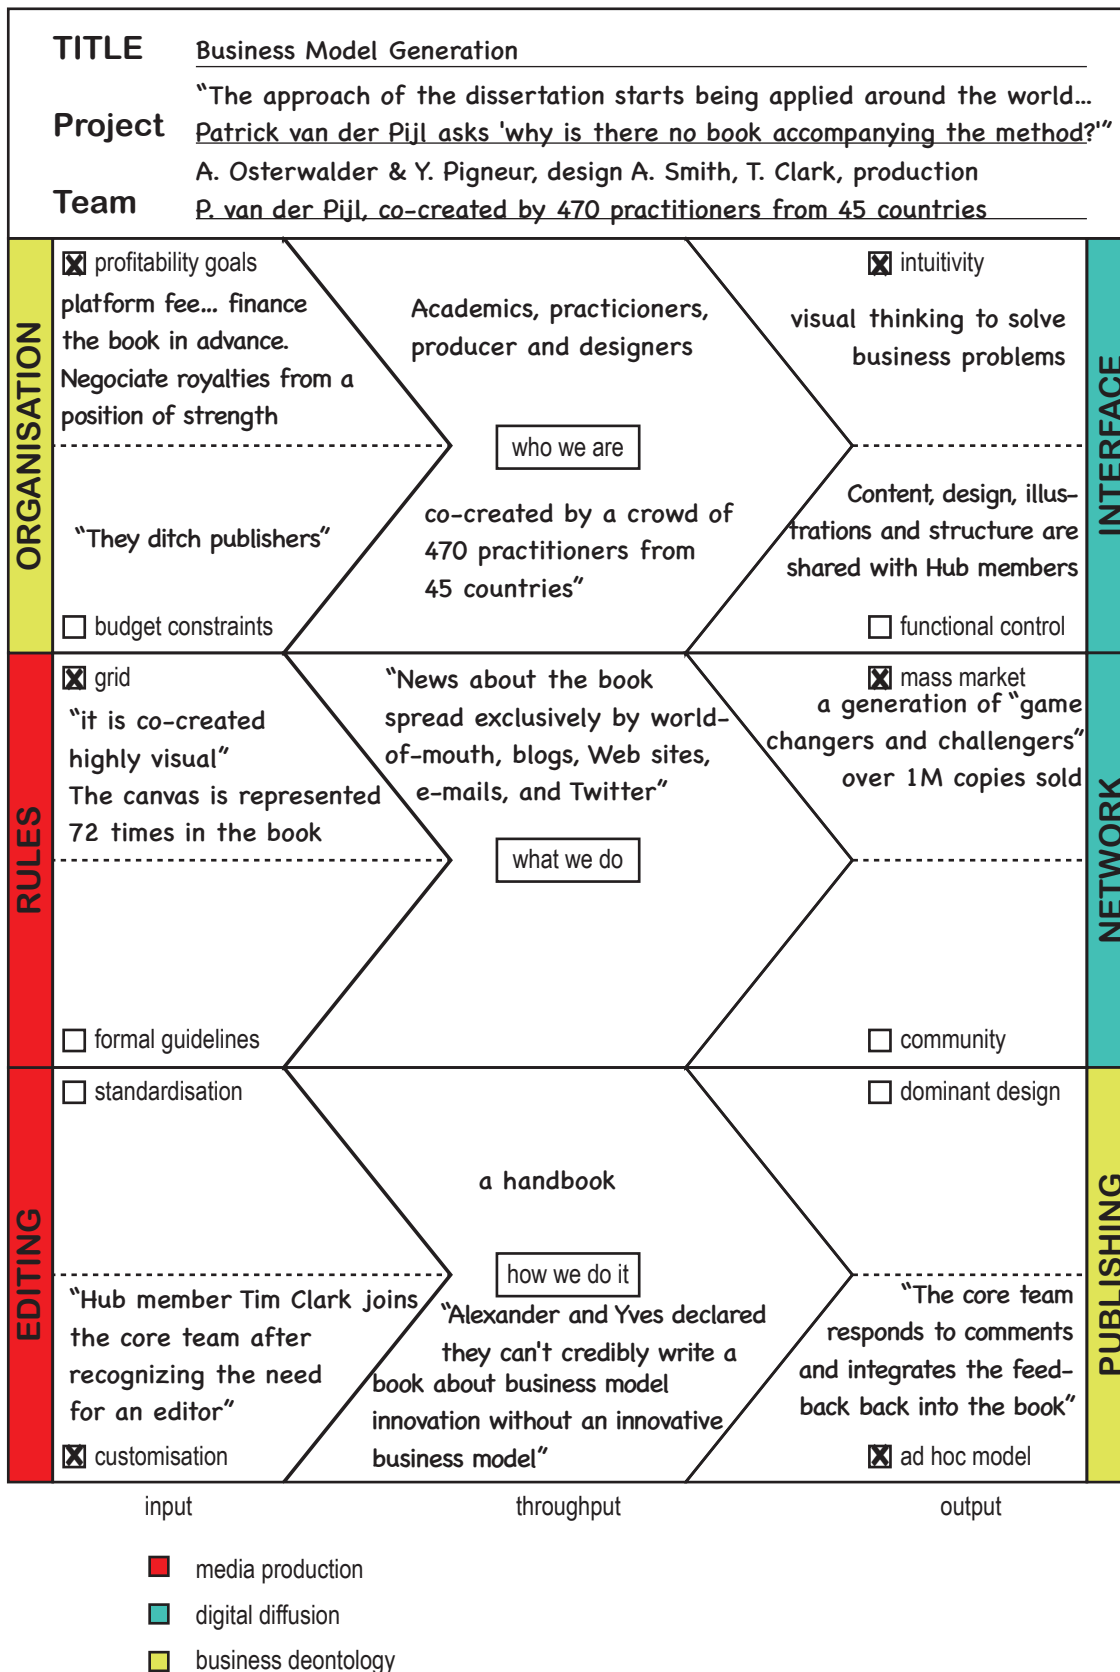 TITLE Business Model Generation
Project "The approach of the dissertation starts being applied around the world...
Patrick van der Pijl asks 'why is there no book accompanying the method?'"
Team A. Osterwalder & Y. Pigneur, design A. Smith, T. Clark, production
P. van der Pijl, co-created by 470 practitioners from 45 countries
ORGANISATION
X profitability goals
platform fee... finance
the book in advance.
Negociate royalties from a
position of strength
"They ditch publishers"
budget constraints
Academics, practicioners,
producer and designers
who we are
co-created by a crowd of
470 practitioners from
45 countries"
X intuitivity
visual thinking to solve
business problems
Content, design, illus-
trations and structure are
shared with Hub members
functional control
INTERFACE
RULES
X grid
"it is co-created
highly visual"
The canvas is represented
72 times in the book
formal guidelines
"News about the book
spread exclusively by world-
of-mouth, blogs, Web sites,
e-mails, and Twitter"
what we do
X mass market
a generation of "game
changers and challengers"
over 1M copies sold
community
NETWORK
EDITING
standardisation
"Hub member Tim Clark joins
the core team after
recognizing the need
for an editor"
X customisation
a handbook
how we do it
"Alexander and Yves declared
they can't credibly write a
book about business model
innovation without an innovative
business model"
dominant design
"The core team
responds to comments
and integrates the feed-
back back into the book"
X ad hoc model
PUBLISHING
input
throughput
output
media production
digital diffusion
business deontology